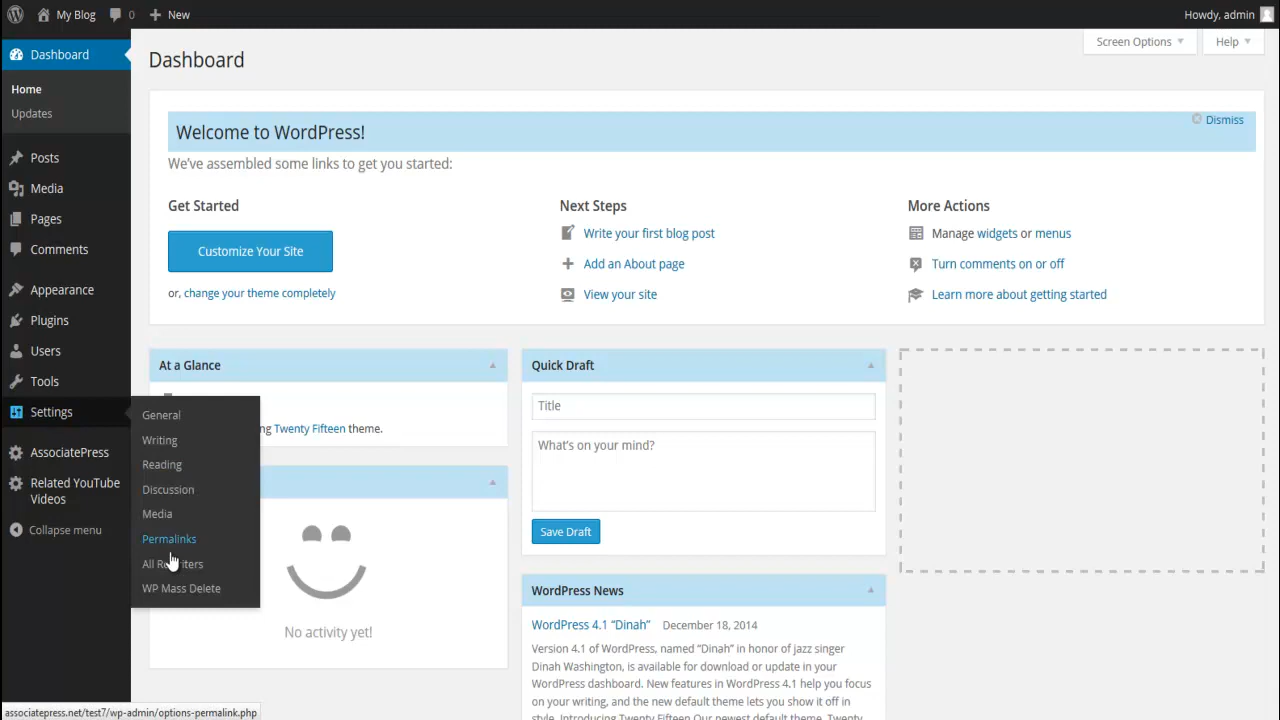 My Blog 0 New Howdy, admin
Dashboard
Home
Updates
Posts
Media
Pages
Comments
Appearance
Plugins
Users
Tools
Settings
AssociatePress
Related YouTube
Videos
Collapse menu
General
Writing
Reading
Discussion
Media
Permalinks
WP Mass Delete
Screen Options Help
Dashboard
Welcome to WordPress!
Dismiss
We've assembled some links to get you started:
Get Started
Customize Your Site
or, change your theme completely
Next Steps
Write your first blog post
Add an About page
View your site
More Actions
Manage widgets or menus
Turn comments on or off
Learn more about getting started
At a Glance
Twenty Fifteen theme.
No activity yet!
Quick Draft
Title
What's on your mind?
Save Draft
WordPress News
WordPress 4.1 “Dinah” December 18, 2014
Version 4.1 of WordPress, named “Dinah” in honor of jazz singer
Dinah Washington, is available for download or update in your
WordPress dashboard. New features in WordPress 4.1 help you focus
on your writing, and the new default theme lets you show it off in
style. Introducing Twenty Fifteen Our newest default theme, Twenty
associatepress.net/test7/wp-admin/options-permalink.php